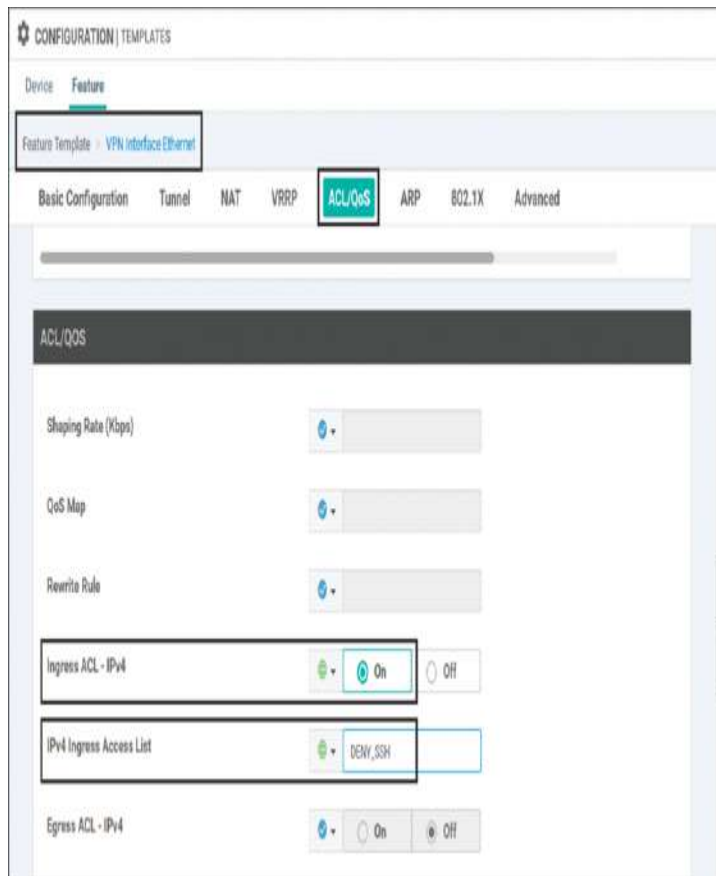 CONFIGURATION | TEMPLATES
Device Feature
Feature Template > VPN Interface Ethernet
Basic Configuration Tunnel NAT VRRP ACL/QoS ARP 802.1X Advanced
ACL/QOS
Shaping Rate (Kbps)
QoS Map
Rewrite Rule
Ingress ACL - IPv4 On Off
IPv4 Ingress Access List DENY_SSH
Egress ACL - IPv4 On Off